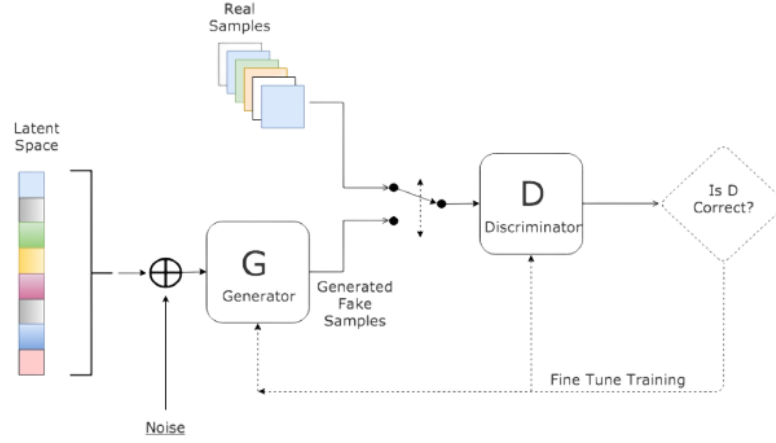 Real
Samples
Latent
Space
G
Generator
Generated
Fake
Samples
D
Discriminator
Is D
Correct?
Fine Tune Training
Noise